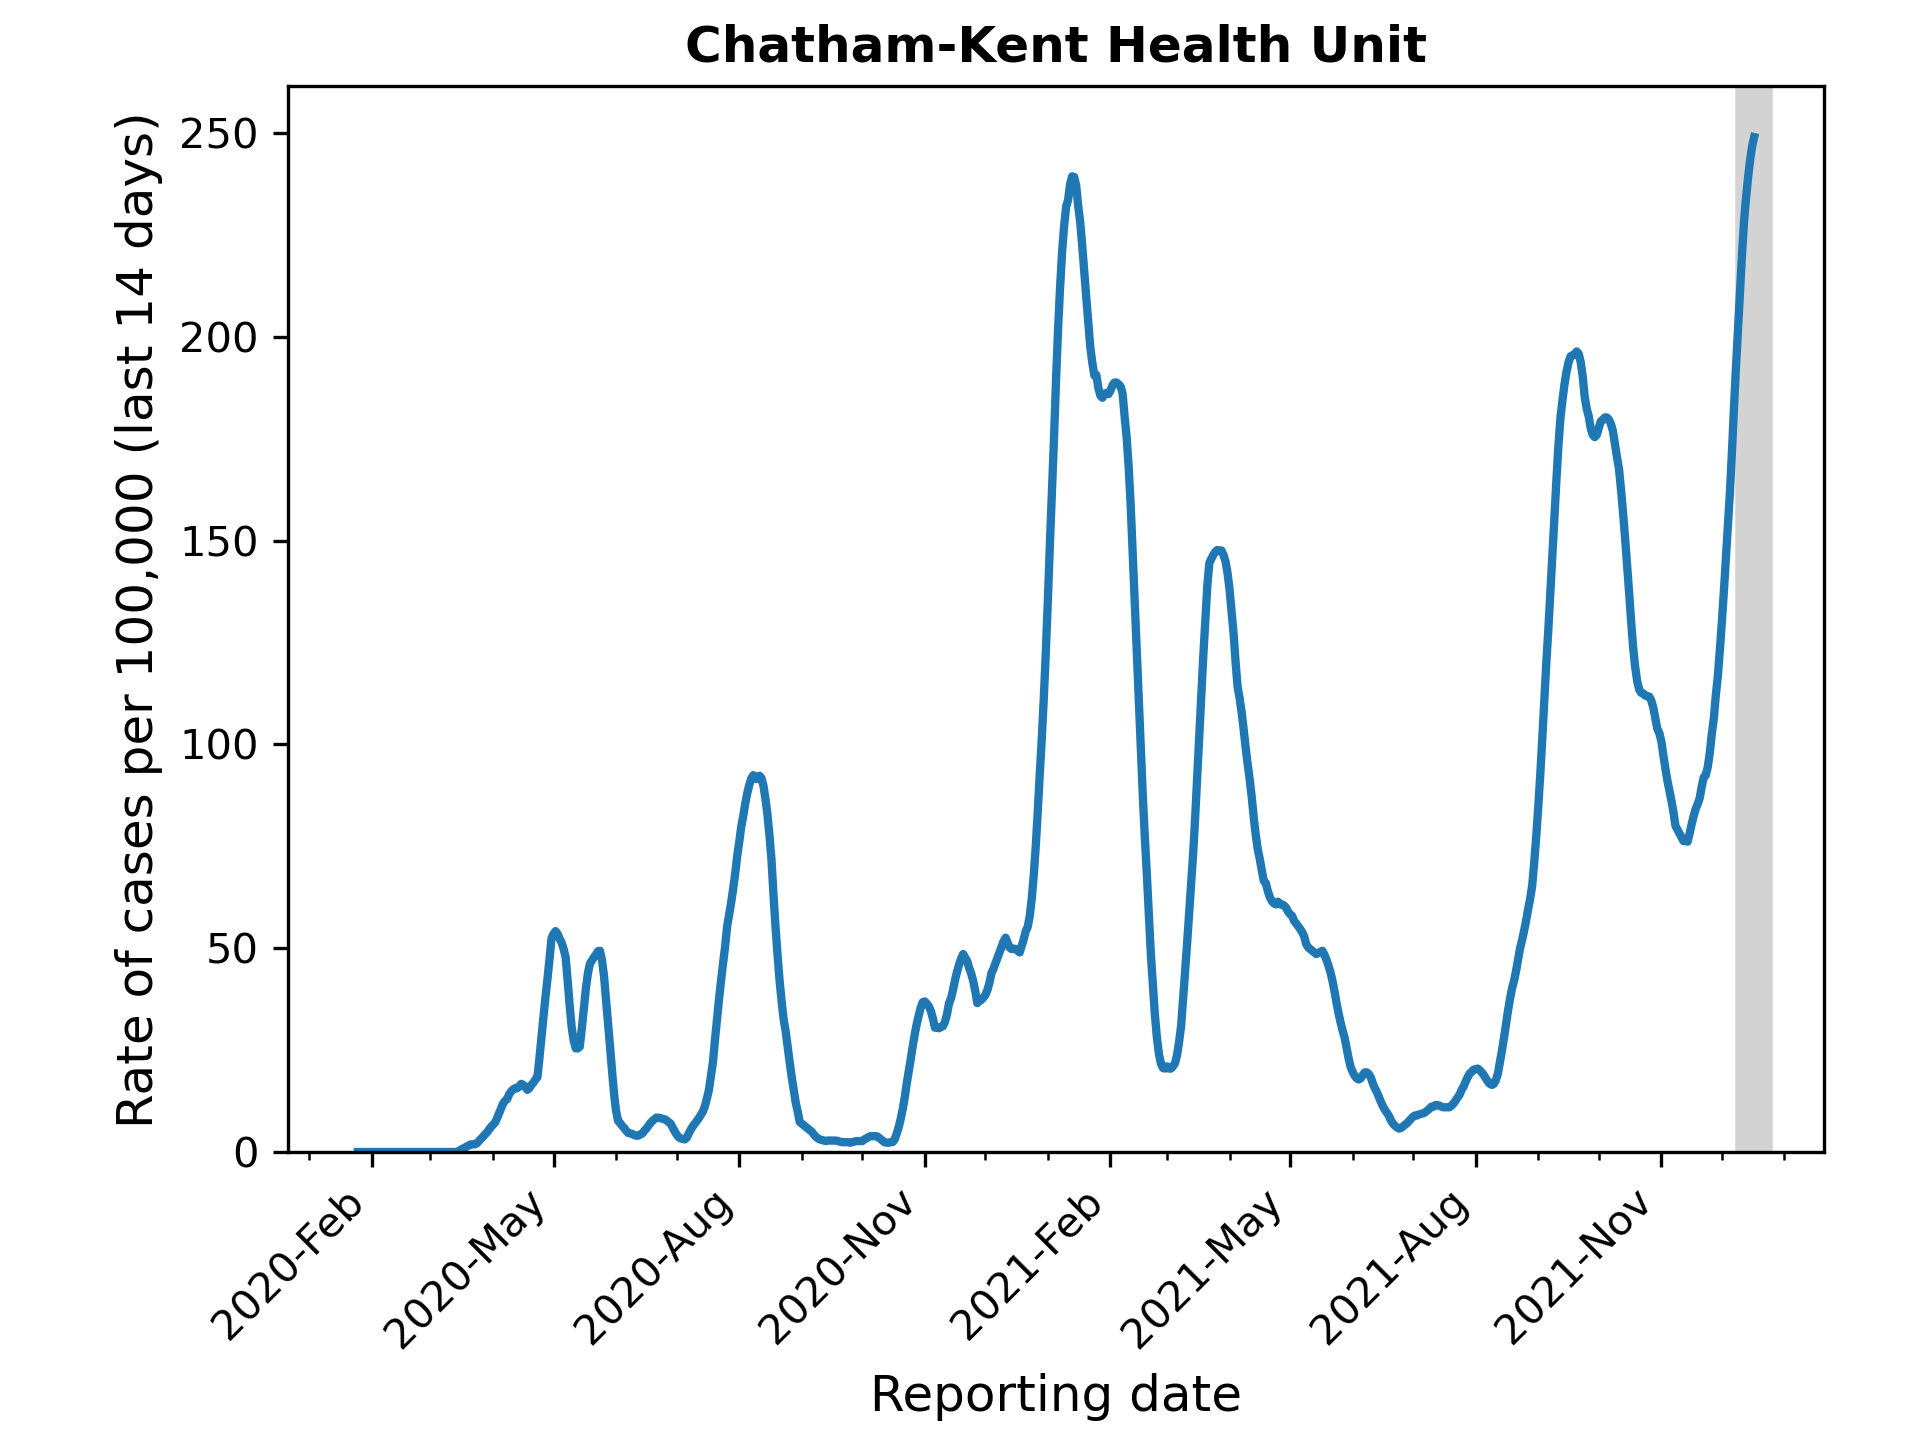 Chatham-Kent Health Unit
Rate of cases per 100,000 (last 14 days)
250
200
150
100
50
0
2020-Feb
2020-May
2020-Aug
2020-Nov
2021-Feb
2021-May
2021-Aug
2021-Nov
Reporting date